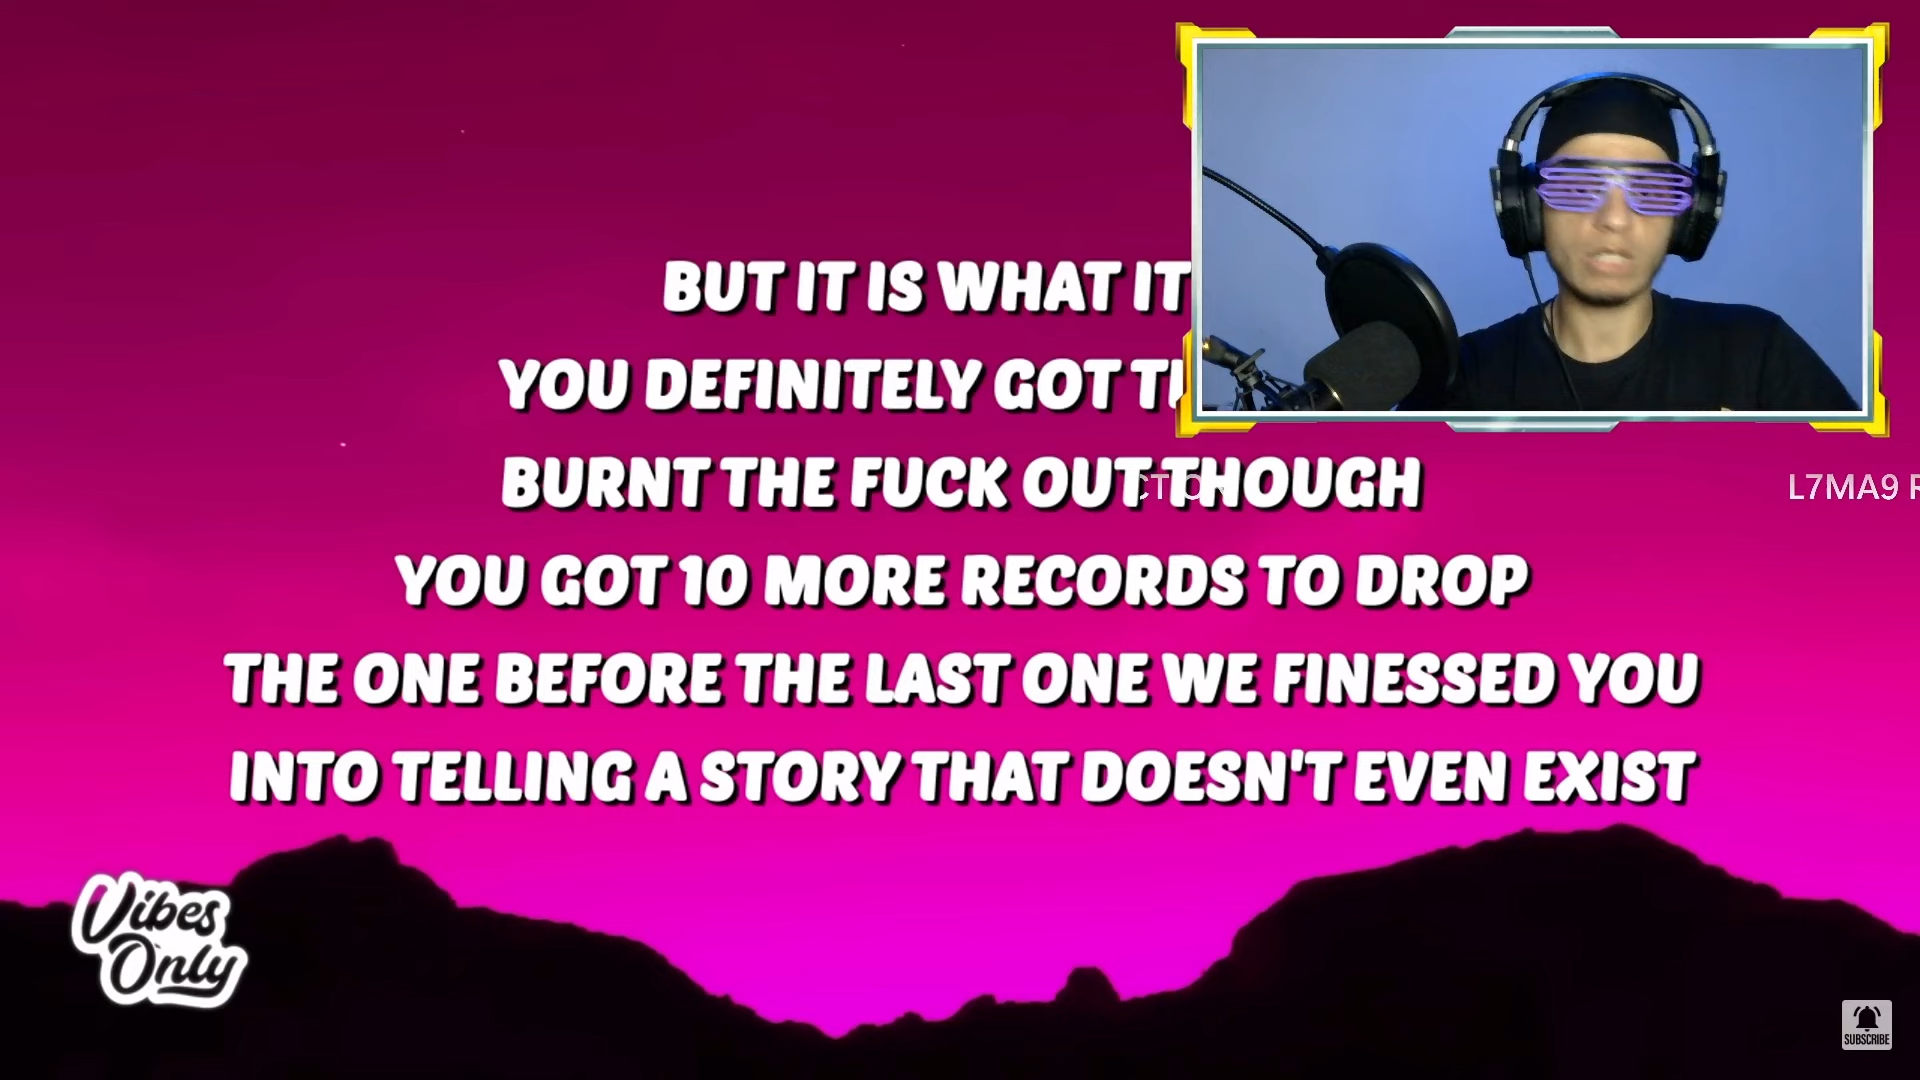 BUT IT IS WHAT IT
YOU DEFINITELY GOT
BURNT THE FUCK OUT THOUGH
L7MA9
YOU GOT 10 MORE RECORDS TO DROP
THE ONE BEFORE THE LAST ONE WE FINESSED YOU
INTO TELLING A STORY THAT DOESN'T EVEN EXIST
Vibes
Only
SUBSCRIBE